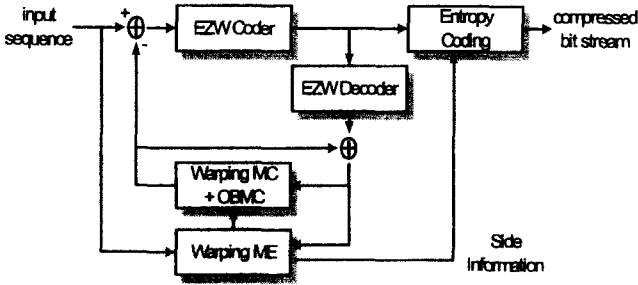 input
sequence
+
-
EZW Coder
Entropy
Coding
compressed
bit stream
EZW Decoder
Warping MC
+ OBMC
Warping ME
Side
Information